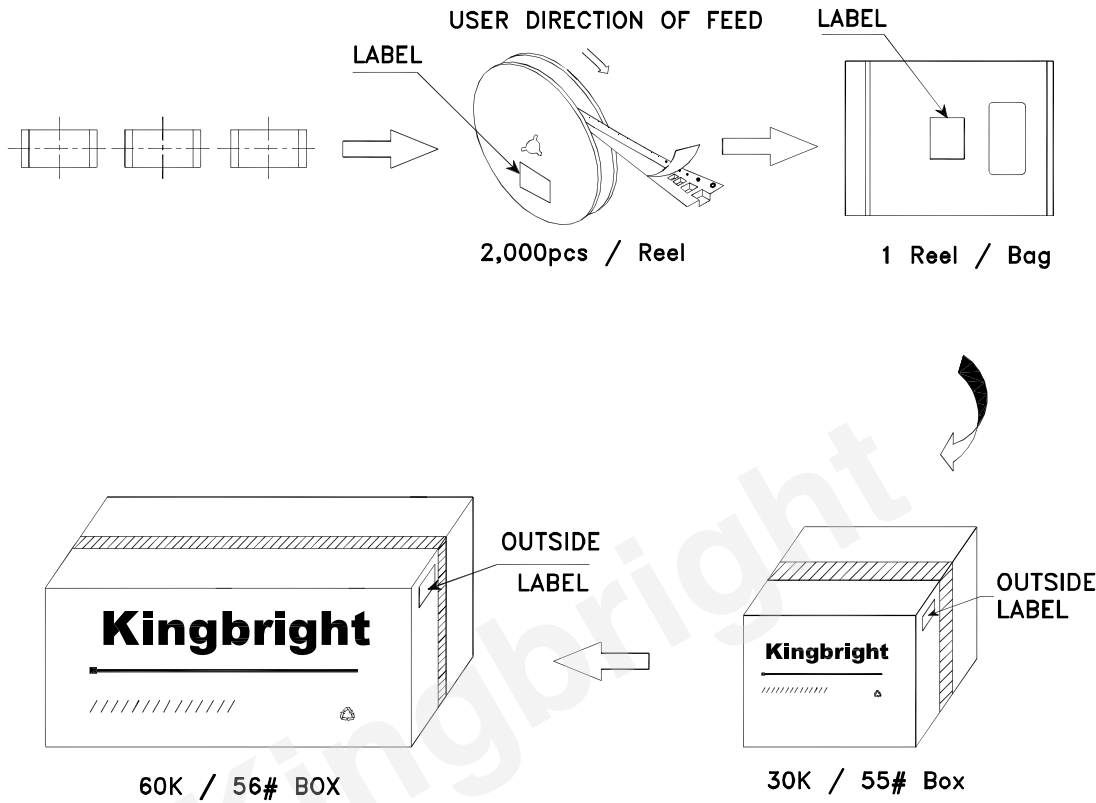 USER DIRECTION OF FEED
LABEL
LABEL
2,000pcs / Reel
1 Reel / Bag
OUTSIDE
LABEL
OUTSIDE
LABEL
Kingbright
Kingbright
Kingbright
60K / 56# BOX
30K / 55# Box